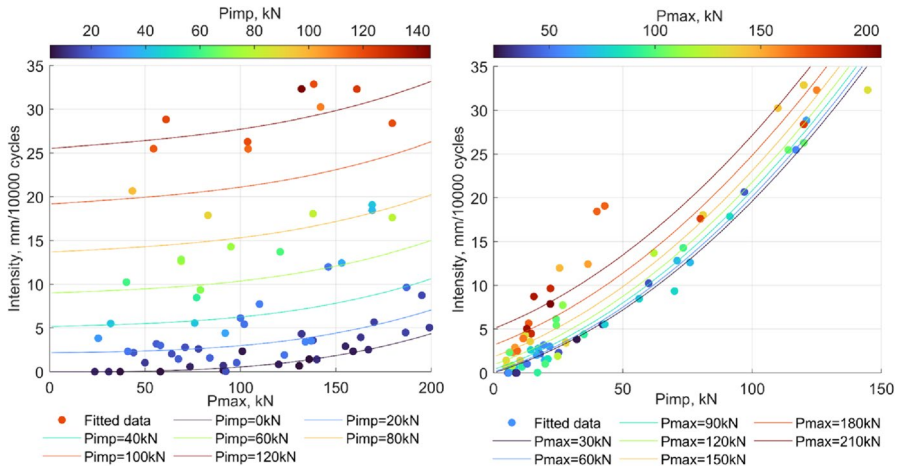 Pimp, kN
20 40 60 80 100 120 140
35
30
25
20
15
10
5
0
Intensity, mm/10000 cycles
0 50 100 150 200
Pmax, kN
Fitted data Pimp=0kN Pimp=20kN
Pimp=40kN Pimp=60kN Pimp=80kN
Pimp=100kN Pimp=120kN
Pmax, kN
50 100 150 200
35
30
25
20
15
10
5
0
Intensity, mm/10000 cycles
0 50 100 150
Pimp, kN
Fitted data Pmax=90kN Pmax=180kN
Pmax=30kN Pmax=120kN Pmax=210kN
Pmax=60kN Pmax=150kN